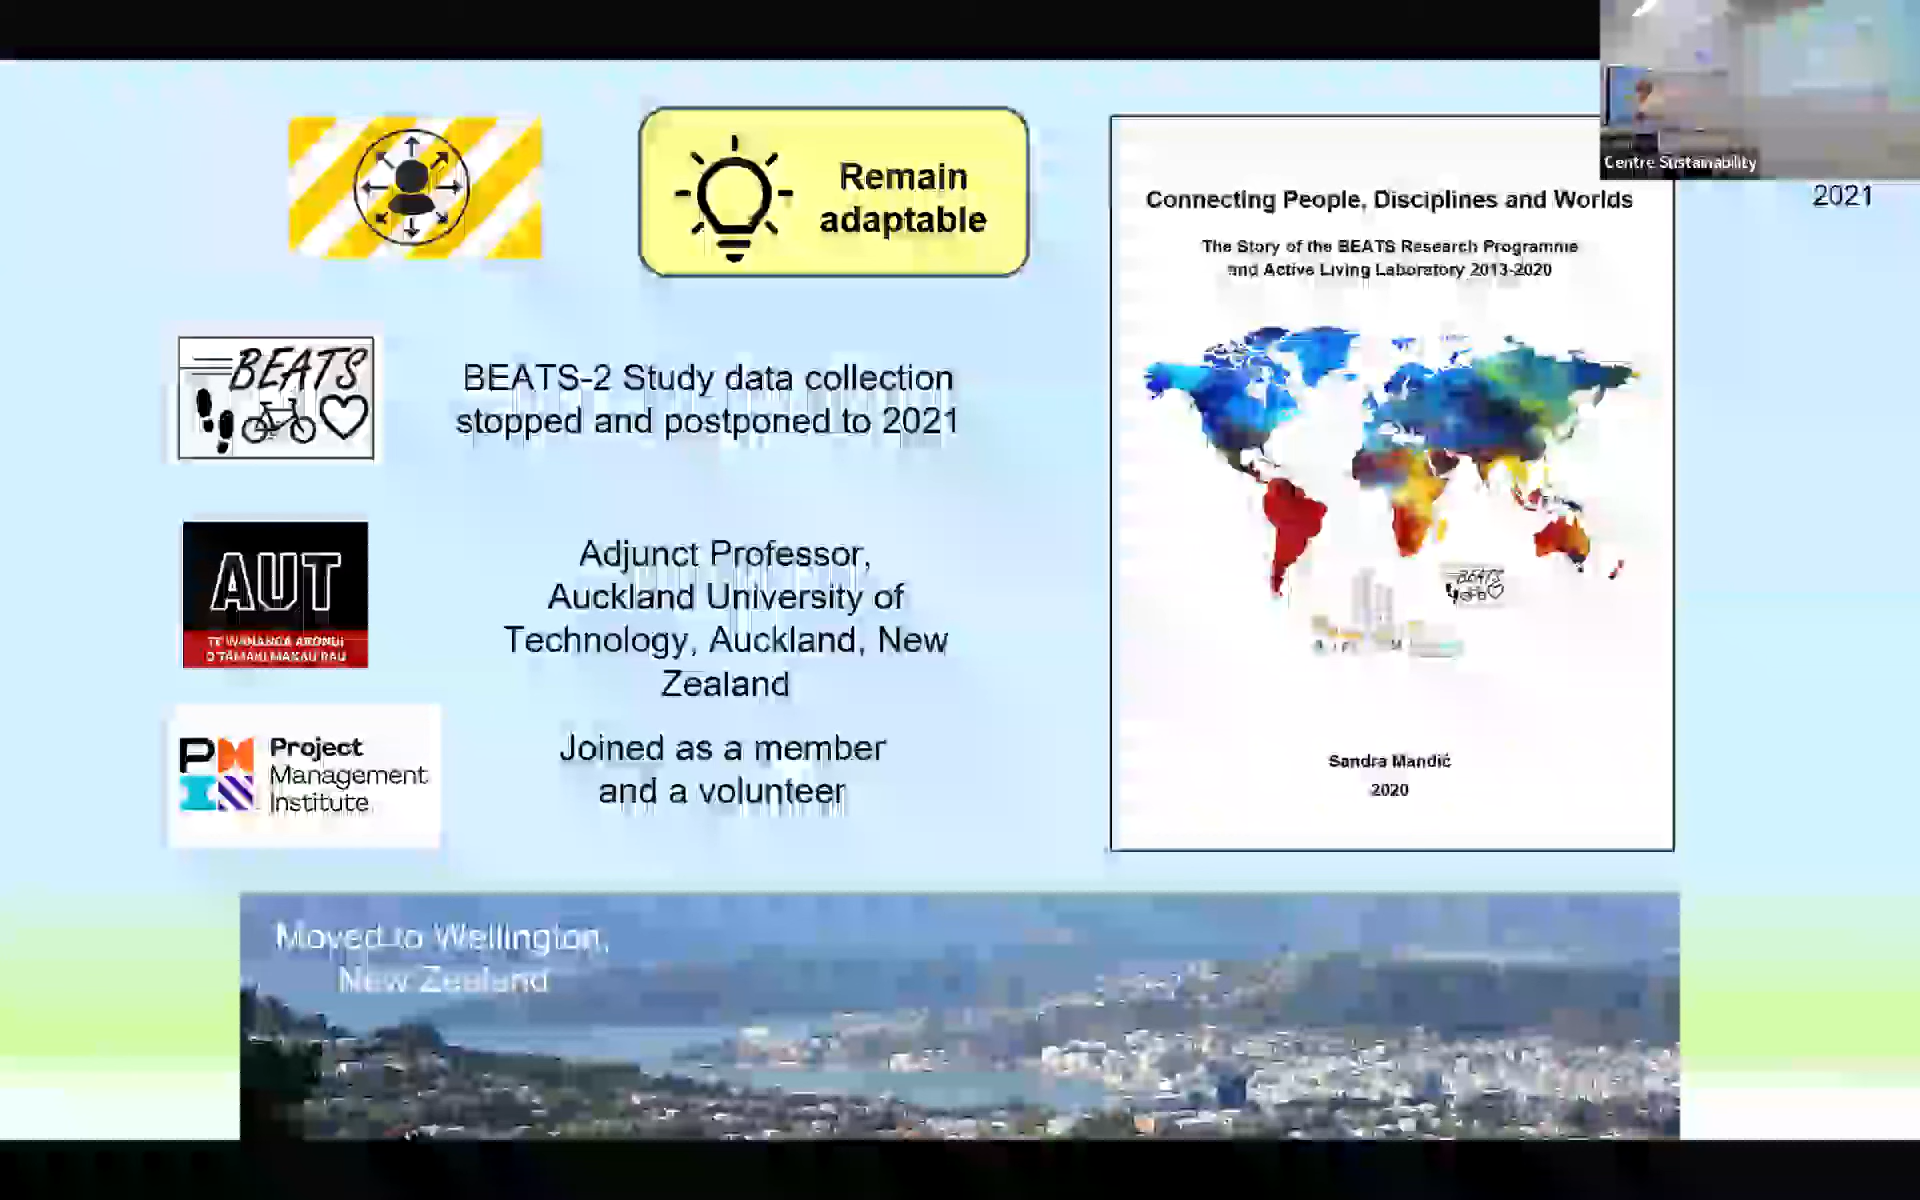 Remain
adaptable
BEATS
BEATS-2 Study data collection
stopped and postponed to 2021
AUT
TE WĀNANGA ARONUI
O TĀMAKI MAKAU RAU
Adjunct Professor,
Auckland University of
Technology, Auckland, New
Zealand
Project
Management
Institute
Joined as a member
and a volunteer
Connecting People, Disciplines and Worlds
The Story of the BEATS Research Programme
and Active Living Laboratory 2013-2020
BEATS
Sandra Mandić
2020
Centre Sustainability
2021
Moved to Wellington,
New Zealand